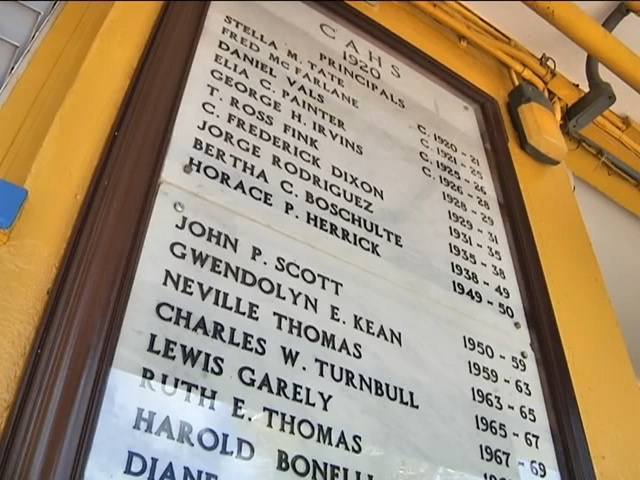 CAHS
1920
PRINCIPALS
STELLA M. TATE C. 1920 - 21
FRED MC FARLANE C. 1921 - 25
DANIEL VALS C. 1925 - 26
ELIA C. PAINTER C. 1926 - 28
GEORGE H. IRVINS 1928 - 29
T. ROSS FINK 1929 - 31
C. FREDERICK DIXON 1931 - 35
JORGE RODRIGUEZ 1935 - 38
BERTHA C. BOSCHULTE 1938 - 49
HORACE P. HERRICK 1949 - 50
JOHN P. SCOTT 1950 - 59
GWENDOLYN E. KEAN 1959 - 63
NEVILLE THOMAS 1963 - 65
CHARLES W. TURNBULL 1965 - 67
LEWIS GARELY 1967 - 69
RUTH E. THOMAS
HAROLD
DIANE